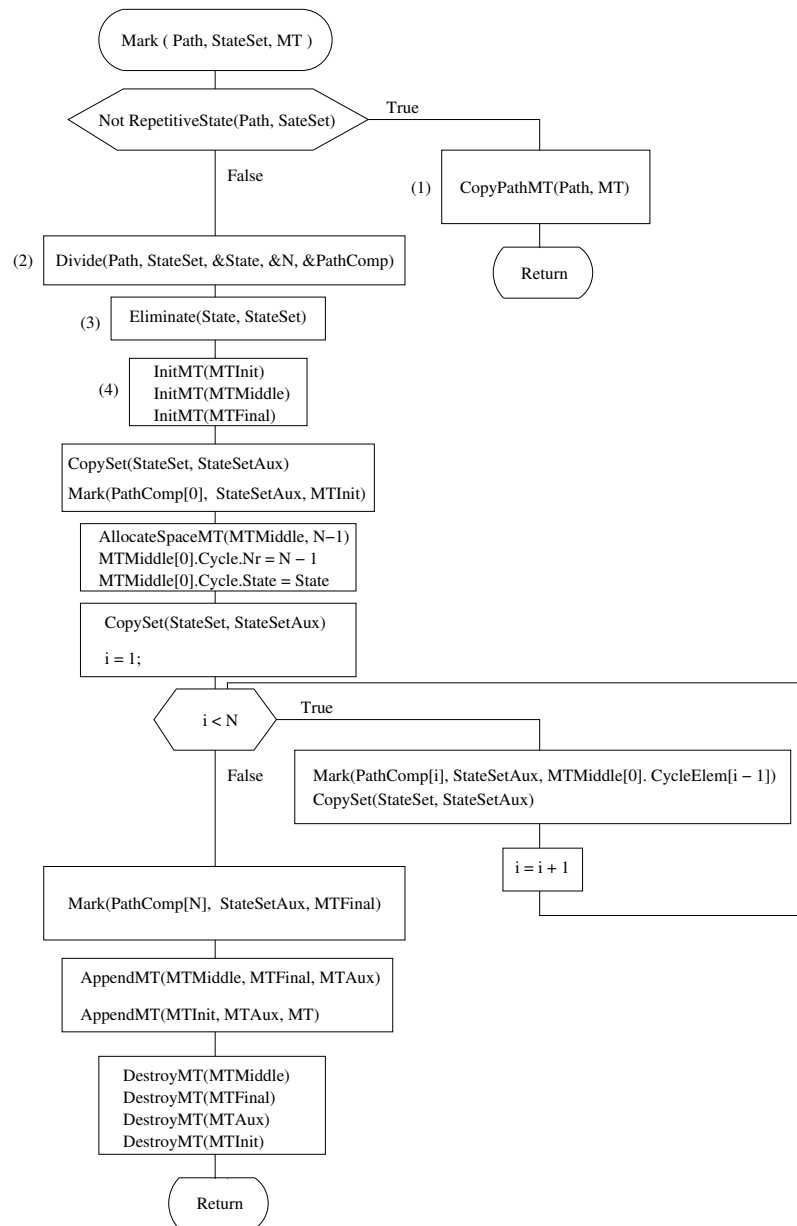 Mark ( Path, StateSet, MT )
Not RepetitiveState(Path, SateSet)
True
False
(1)
CopyPathMT(Path, MT)
Return
(2)
Divide(Path, StateSet, &State, &N, &PathComp)
(3)
Eliminate(State, StateSet)
(4)
InitMT(MTInit)
InitMT(MTMiddle)
InitMT(MTFinal)
CopySet(StateSet, StateSetAux)
Mark(PathComp[0], StateSetAux, MTInit)
AllocateSpaceMT(MTMiddle, N−1)
MTMiddle[0].Cycle.Nr = N − 1
MTMiddle[0].Cycle.State = State
CopySet(StateSet, StateSetAux)
i = 1;
i < N
True
False
Mark(PathComp[i], StateSetAux, MTMiddle[0]. CycleElem[i − 1])
CopySet(StateSet, StateSetAux)
i = i + 1
Mark(PathComp[N], StateSetAux, MTFinal)
AppendMT(MTMiddle, MTFinal, MTAux)
AppendMT(MTInit, MTAux, MT)
DestroyMT(MTMiddle)
DestroyMT(MTFinal)
DestroyMT(MTAux)
DestroyMT(MTInit)
Return